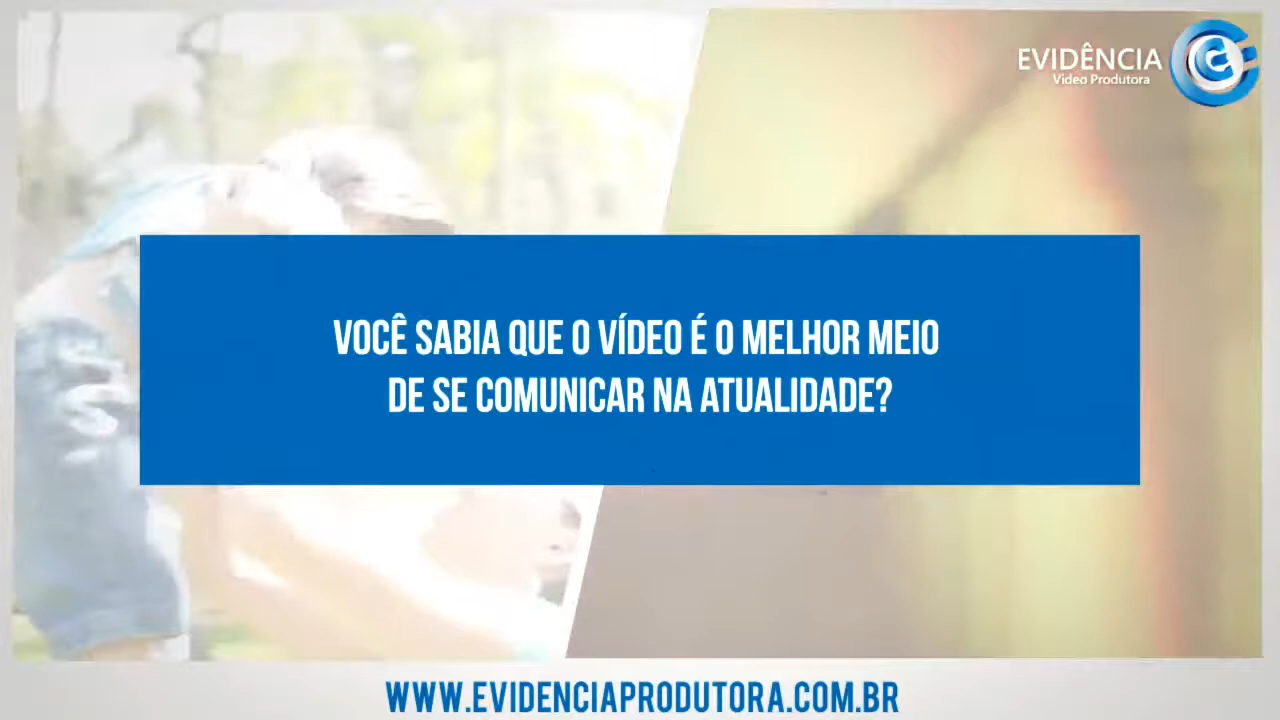 EVIDÊNCIA
Vídeo Produtora
VOCÊ SABIA QUE O VÍDEO É O MELHOR MEIO
DE SE COMUNICAR NA ATUALIDADE?
WWW.EVIDENCIAPRODUTORA.COM.BR